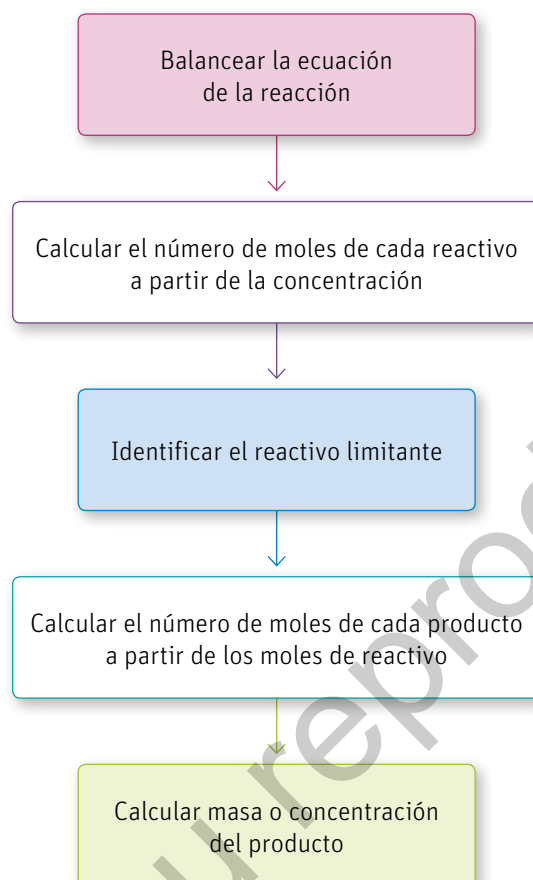 Balancear la ecuación
de la reacción
Calcular el número de moles de cada reactivo
a partir de la concentración
Identificar el reactivo limitante
Calcular el número de moles de cada producto
a partir de los moles de reactivo
Calcular masa o concentración
del producto